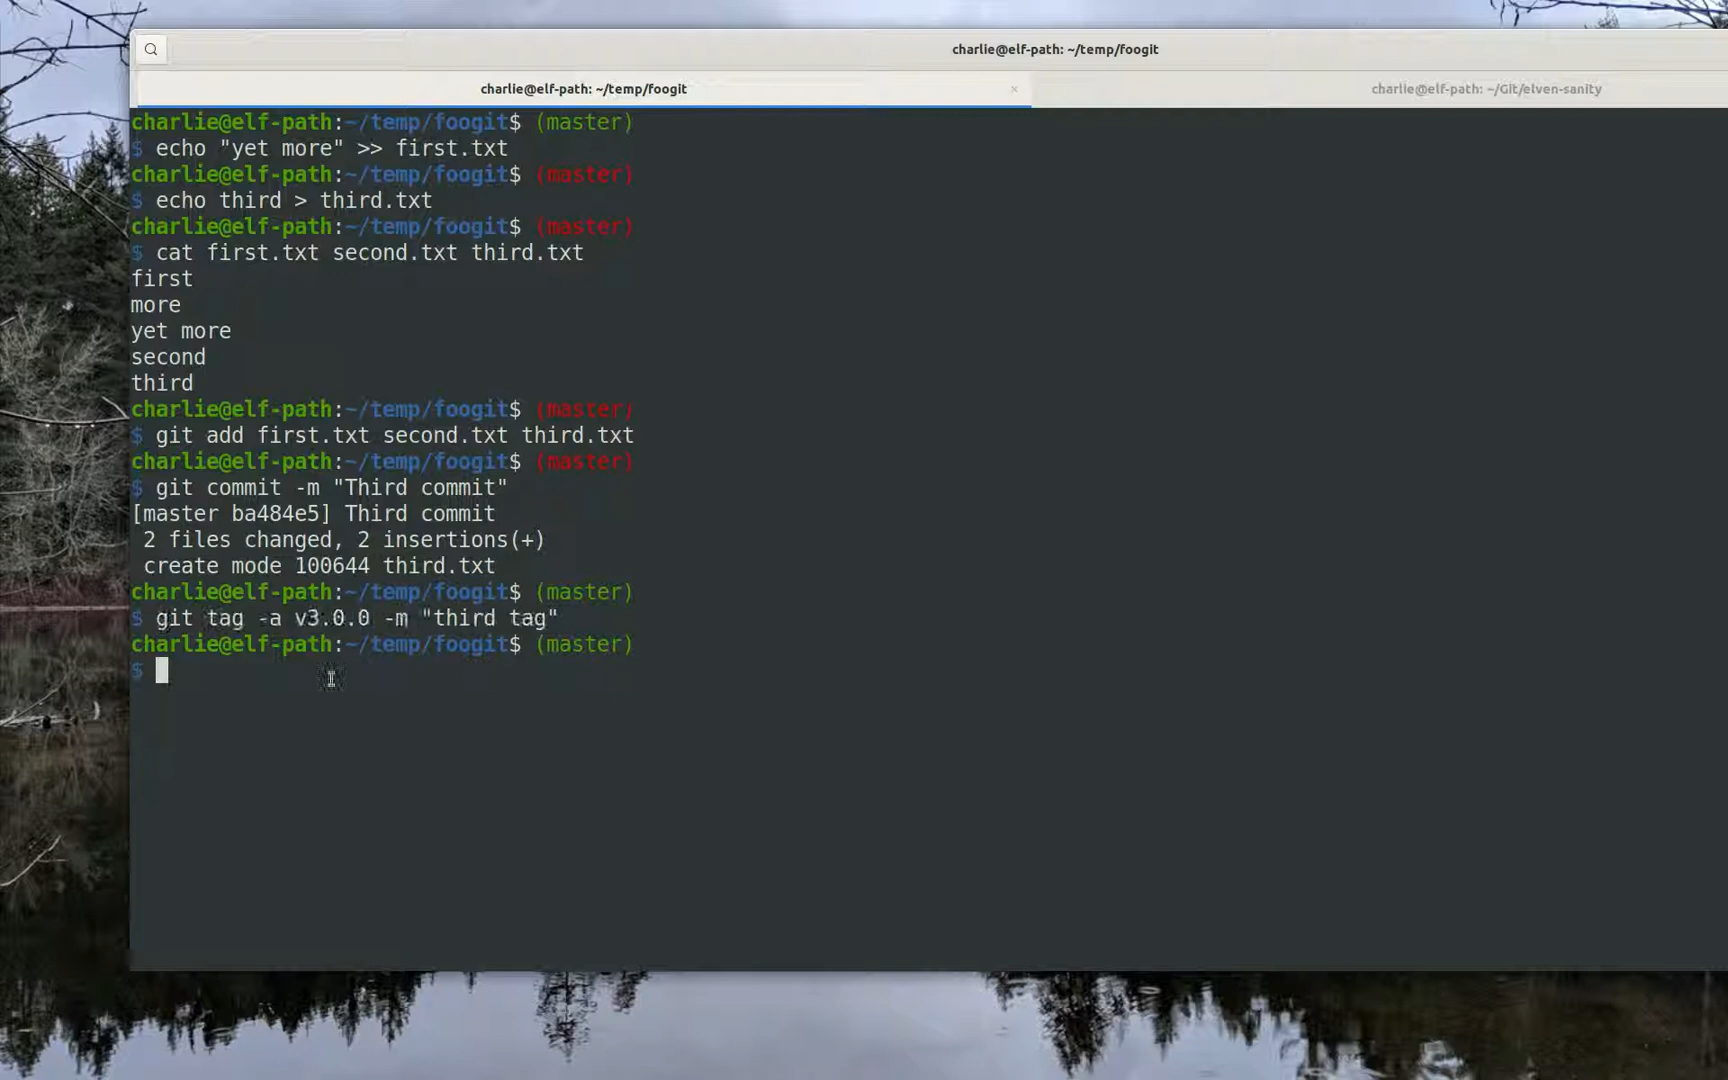 charlie@elf-path: ~/temp/foogit
charlie@elf-path: ~/temp/foogit × charlie@elf-path: ~/Git/elven-sanity
charlie@elf-path:~/temp/foogit$ (master)
$ echo "yet more" >> first.txt
charlie@elf-path:~/temp/foogit$ (master)
$ echo third > third.txt
charlie@elf-path:~/temp/foogit$ (master)
$ cat first.txt second.txt third.txt
first
more
yet more
second
third
charlie@elf-path:~/temp/foogit$ (master)
$ git add first.txt second.txt third.txt
charlie@elf-path:~/temp/foogit$ (master)
$ git commit -m "Third commit"
[master ba484e5] Third commit
 2 files changed, 2 insertions(+)
 create mode 100644 third.txt
charlie@elf-path:~/temp/foogit$ (master)
$ git tag -a v3.0.0 -m "third tag"
charlie@elf-path:~/temp/foogit$ (master)
$